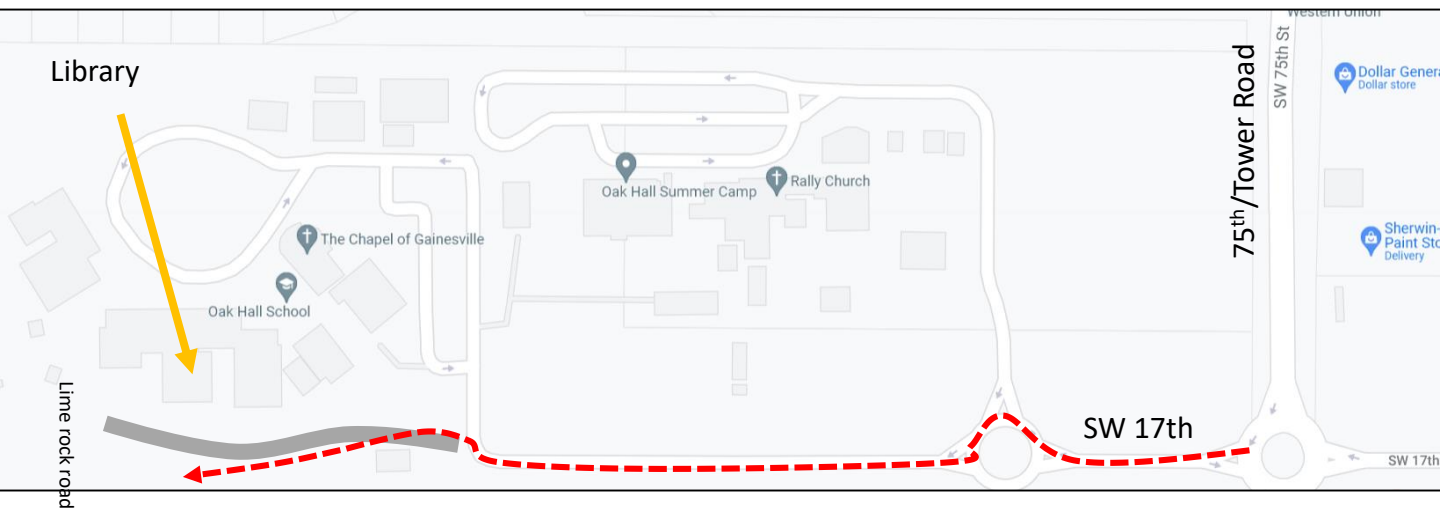 Western Union
Library
75th/Tower Road
SW 75th St
Dollar Genera
Dollar store
Oak Hall Summer Camp
Rally Church
The Chapel of Gainesville
Sherwin-
Paint Sto
Delivery
Oak Hall School
Lime rock road
SW 17th
SW 17th